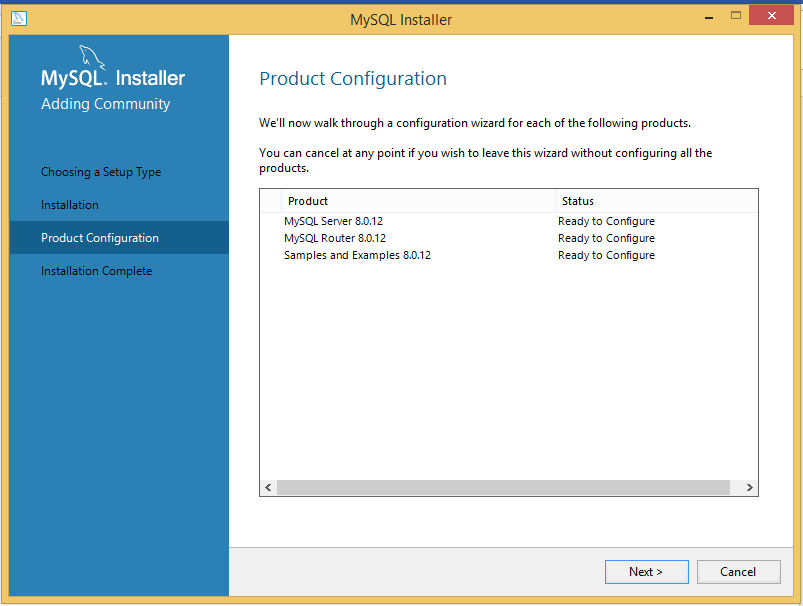 MySQL Installer
MySQL. Installer
Adding Community
Choosing a Setup Type
Installation
Product Configuration
Installation Complete
Product Configuration
We'll now walk through a configuration wizard for each of the following products.
You can cancel at any point if you wish to leave this wizard without configuring all the
products.
Product Status
MySQL Server 8.0.12 Ready to Configure
MySQL Router 8.0.12 Ready to Configure
Samples and Examples 8.0.12 Ready to Configure
Next > Cancel